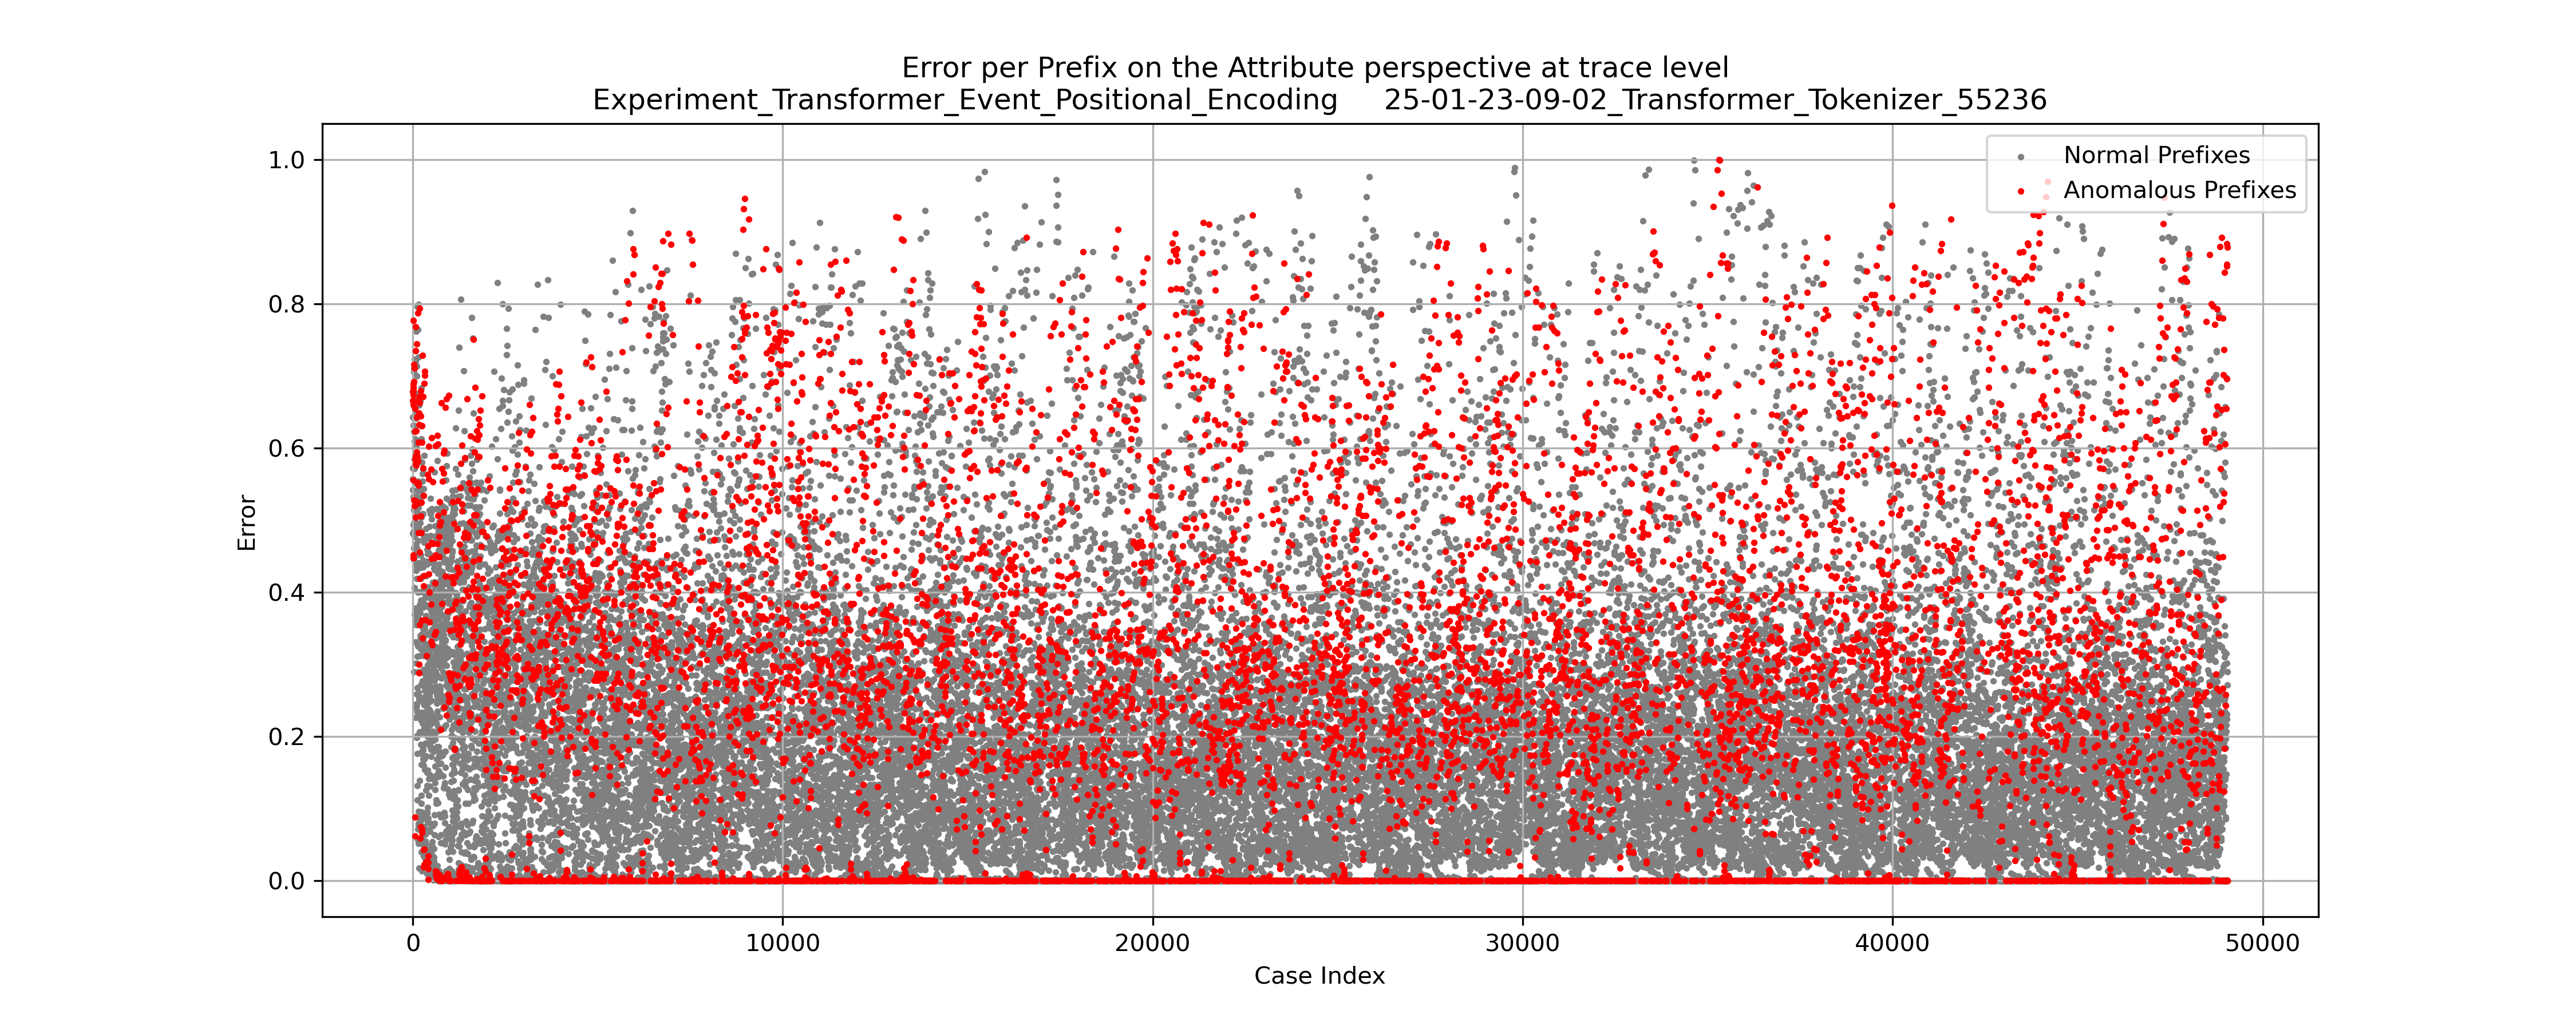 Error per Prefix on the Attribute perspective at trace level
Experiment_Transformer_Event_Positional_Encoding 25-01-23-09-02_Transformer_Tokenizer_55236
1.0
Normal Prefixes
Anomalous Prefixes
0.8
0.6
Error
0.4
0.2
0.0
0 10000 20000 30000 40000 50000
Case Index